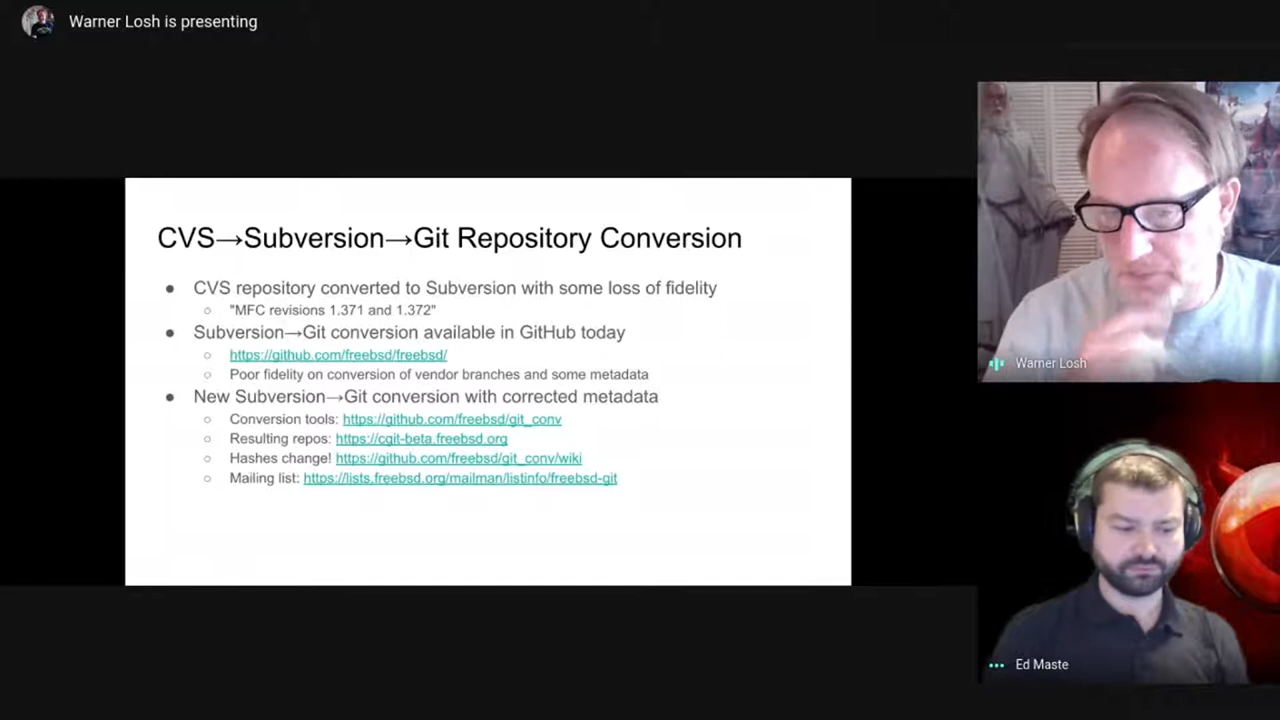 Warner Losh is presenting
CVS→Subversion→Git Repository Conversion
● CVS repository converted to Subversion with some loss of fidelity
○ "MFC revisions 1.371 and 1.372"
● Subversion→Git conversion available in GitHub today
○ https://github.com/freebsd/freebsd/
○ Poor fidelity on conversion of vendor branches and some metadata
● New Subversion→Git conversion with corrected metadata
○ Conversion tools: https://github.com/freebsd/git_conv
○ Resulting repos: https://cgit-beta.freebsd.org
○ Hashes change! https://github.com/freebsd/git_conv/wiki
○ Mailing list: https://lists.freebsd.org/mailman/listinfo/freebsd-git
Warner Losh
Ed Maste